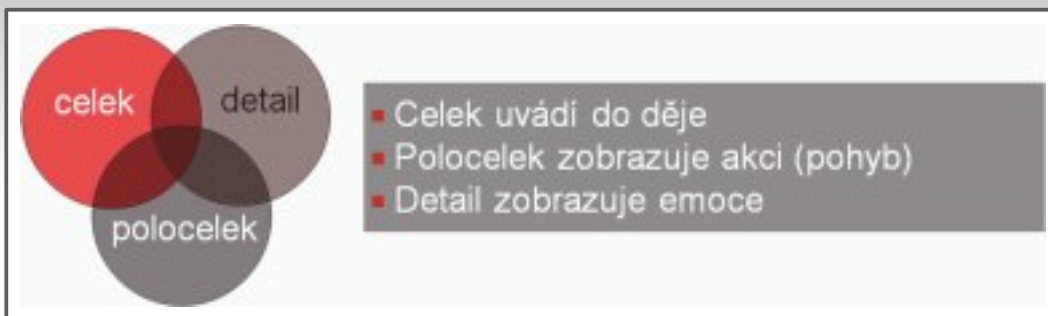 celek
detail
polocelek
Celek uvádí do děje
Polocelek zobrazuje akci (pohyb)
Detail zobrazuje emoce